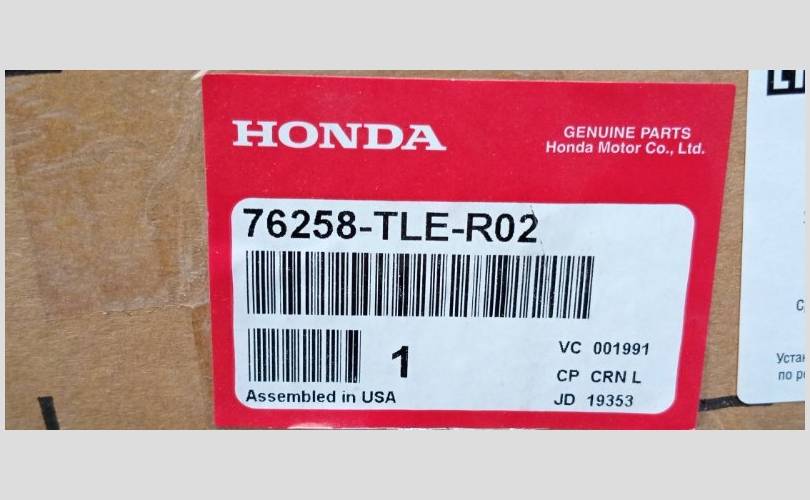 HONDA
GENUINE PARTS
Honda Motor Co., Ltd.
76258-TLE-R02
1
VC 001991
CP CRN L
Assembled in USA
JD 19353
по